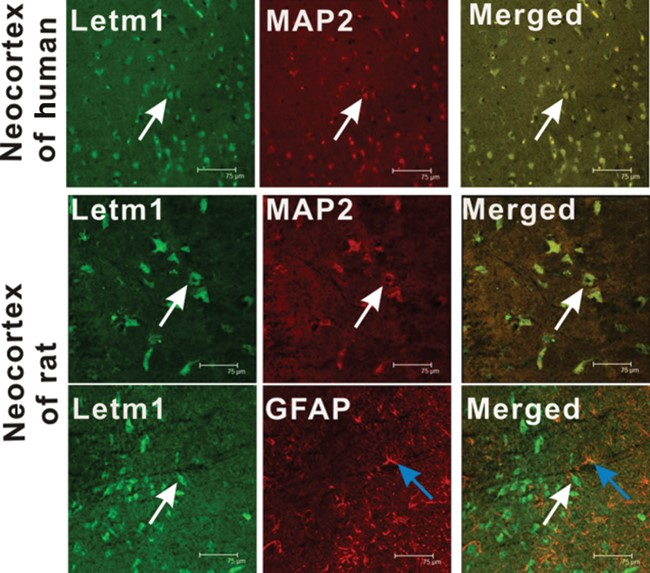 Neocortex
of human
Letm1
MAP2
Merged
75 µm
75 µm
75 µm
Neocortex
of rat
Letm1
MAP2
Merged
75 µm
75 µm
75 µm
Letm1
GFAP
Merged
75 µm
75 µm
75 µm